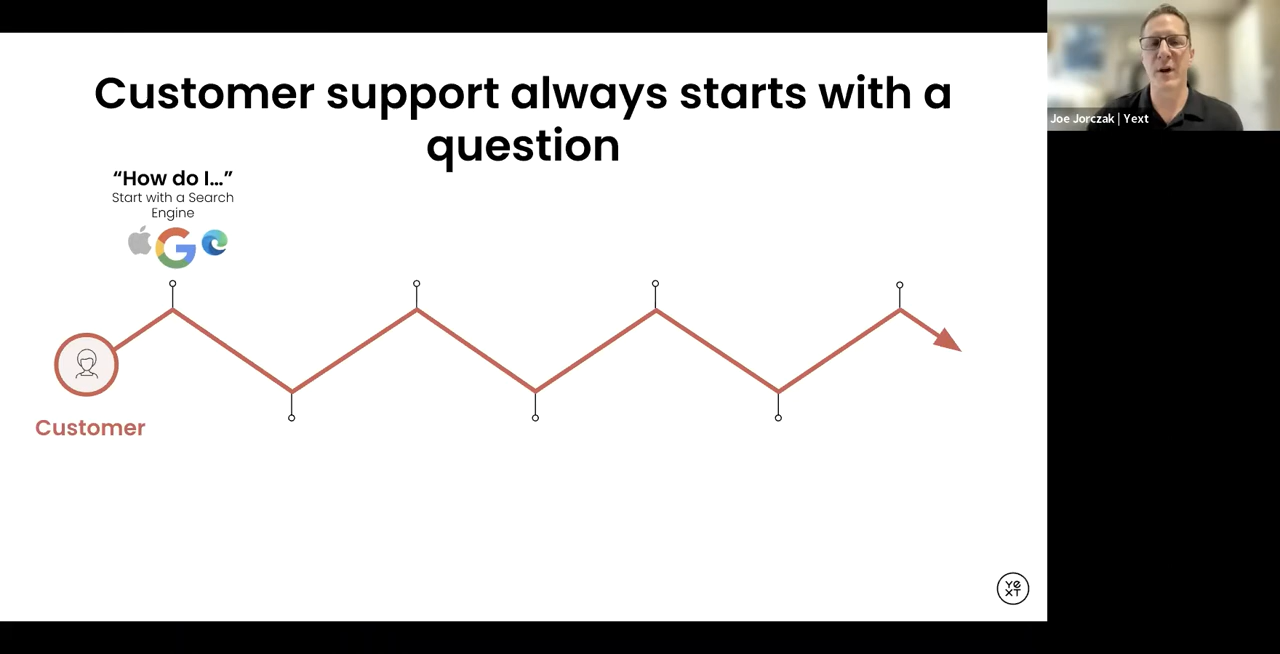 Customer support always starts with a
question
“How do I…”
Start with a Search
Engine
Customer
Joe Jorczak | Yext
YEXT